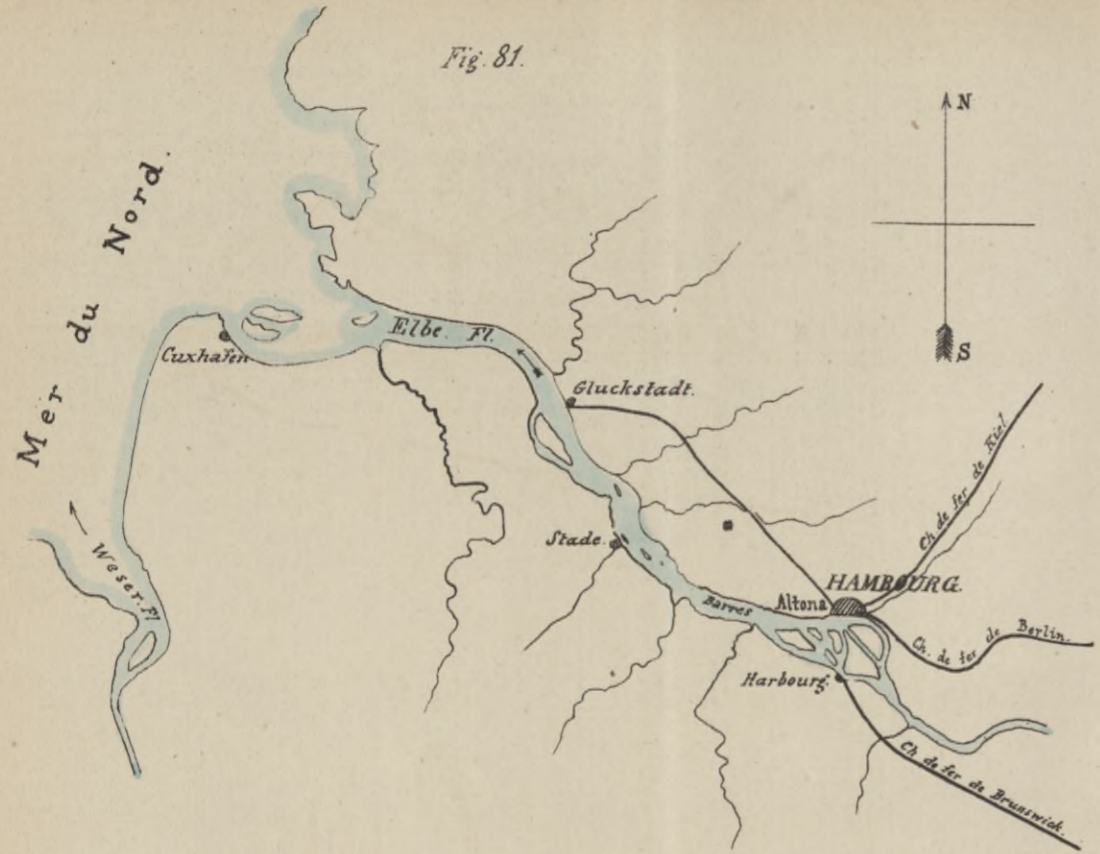 Fig. 81.
N
S
Mer du Nord.
Cuxhafen
Elbe. Fl.
Gluckstadt.
Ch. de fer de Kiel
Weser. Fl
Stade.
HAMBOURG.
Altona
Barres
Ch. de fer de Berlin.
Harbourg.
Ch de fer de Brunswick.